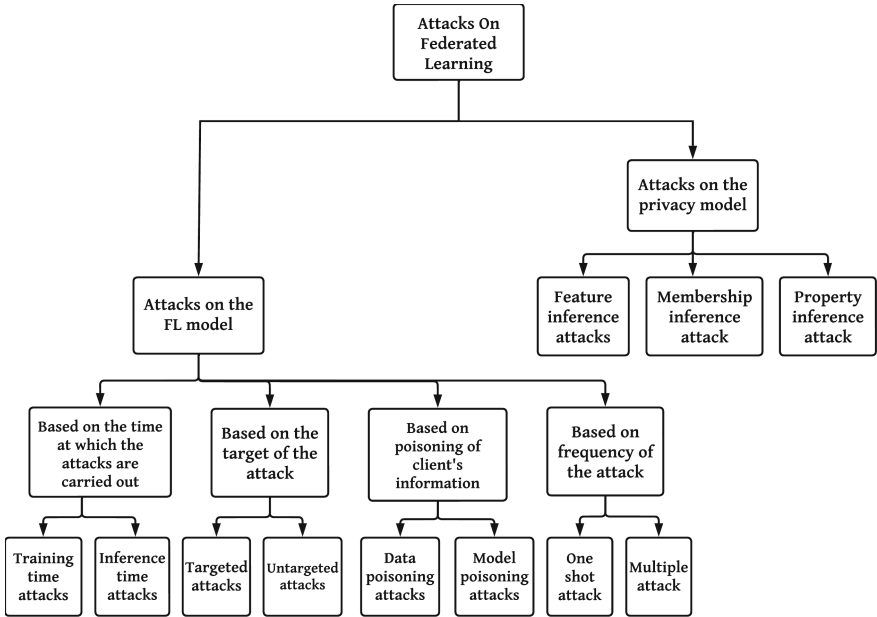 Attacks On
Federated
Learning
Attacks on the
privacy model
Attacks on the
FL model
Feature
inference
attacks
Membership
inference
attack
Property
inference
attack
Based on the time
at which the
attacks are
carried out
Based on the
target of the
attack
Based on
poisoning of
client's
information
Based on
frequency of
the attack
Training
time
attacks
Inference
time
attacks
Targeted
attacks
Untargeted
attacks
Data
poisoning
attacks
Model
poisoning
attacks
One
shot
attack
Multiple
attack